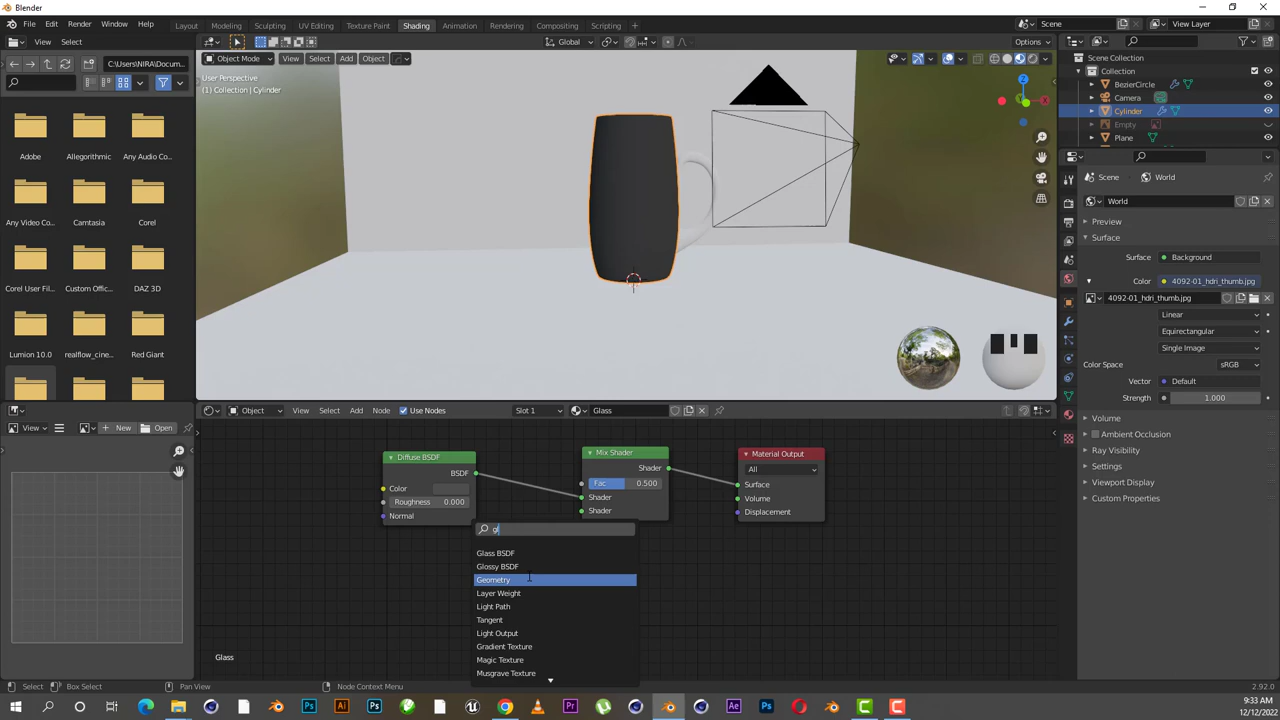 Blender
File Edit Render Window Help Layout Modeling Sculpting UV Editing Texture Paint Shading Animation Rendering Compositing Scripting Scene View Layer
View Select C:\Users\NIRA\Docum... Global Options
Object Mode View Select Add Object
User Perspective
(1) Collection | Cylinder
Z
X
Adobe Allegorithmic Any Audio Co...
Any Video Co... Camtasia Corel
Corel User Fil... Custom Offic... DAZ 3D
Lumion 10.0 realflow_cine... Red Giant
Scene Collection
Collection
BezierCircle
Camera
Cylinder
Empty
Plane
Scene World
World
Preview
Surface
Surface Background
Color 4092-01_hdri_thumb.jpg
4092-01_hdri_thumb.jpg
Linear
Equirectangular
Single Image
Color Space sRGB
Vector Default
Strength 1.000
Volume
Ambient Occlusion
Ray Visibility
Settings
Viewport Display
Custom Properties
View New Open
Object View Select Add Node Use Nodes Slot 1 Glass
Diffuse BSDF
BSDF
Color
Roughness 0.000
Normal
Mix Shader
Shader
Fac 0.500
Shader
Shader
Material Output
All
Surface
Volume
Displacement
gl
Glass BSDF
Glossy BSDF
Geometry
Layer Weight
Light Path
Tangent
Light Output
Gradient Texture
Magic Texture
Musgrave Texture
Glass
Select Box Select Pan View Node Context Menu 2.92.0
9:33 AM
12/12/2022